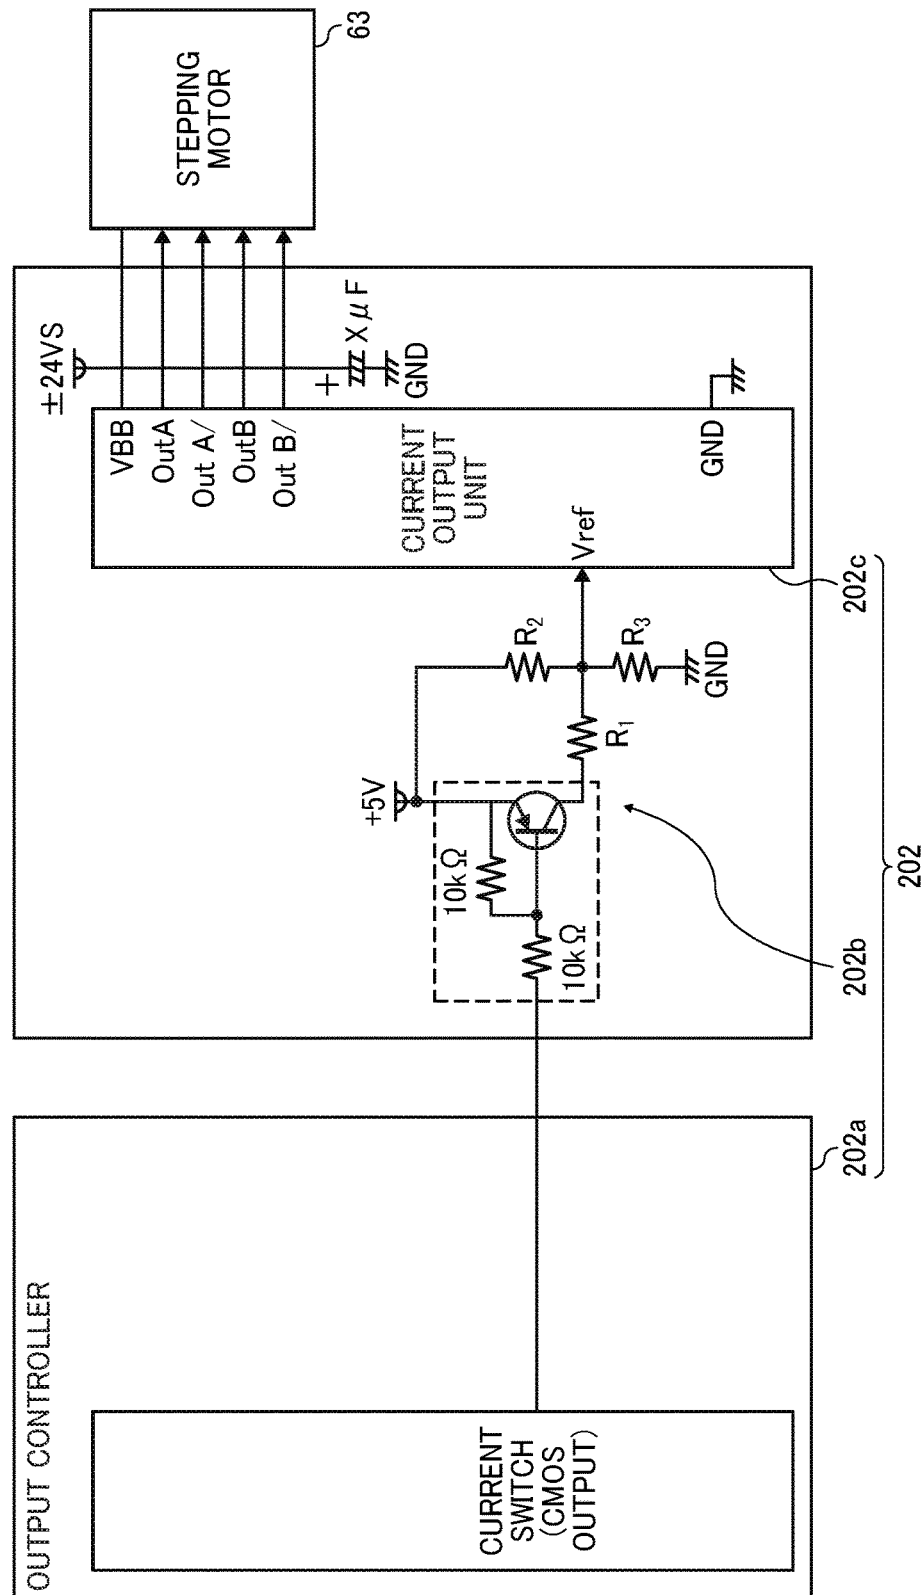 OUTPUT CONTROLLER
CURRENT
SWITCH
(CMOS
OUTPUT)
202a
+5V
10kΩ
10kΩ
202b
R1
R2
R3
GND
Vref
202c
202
CURRENT
OUTPUT
UNIT
VBB
OutA
Out A/
OutB
Out B/
GND
±24VS
+
XμF
GND
STEPPING
MOTOR
63